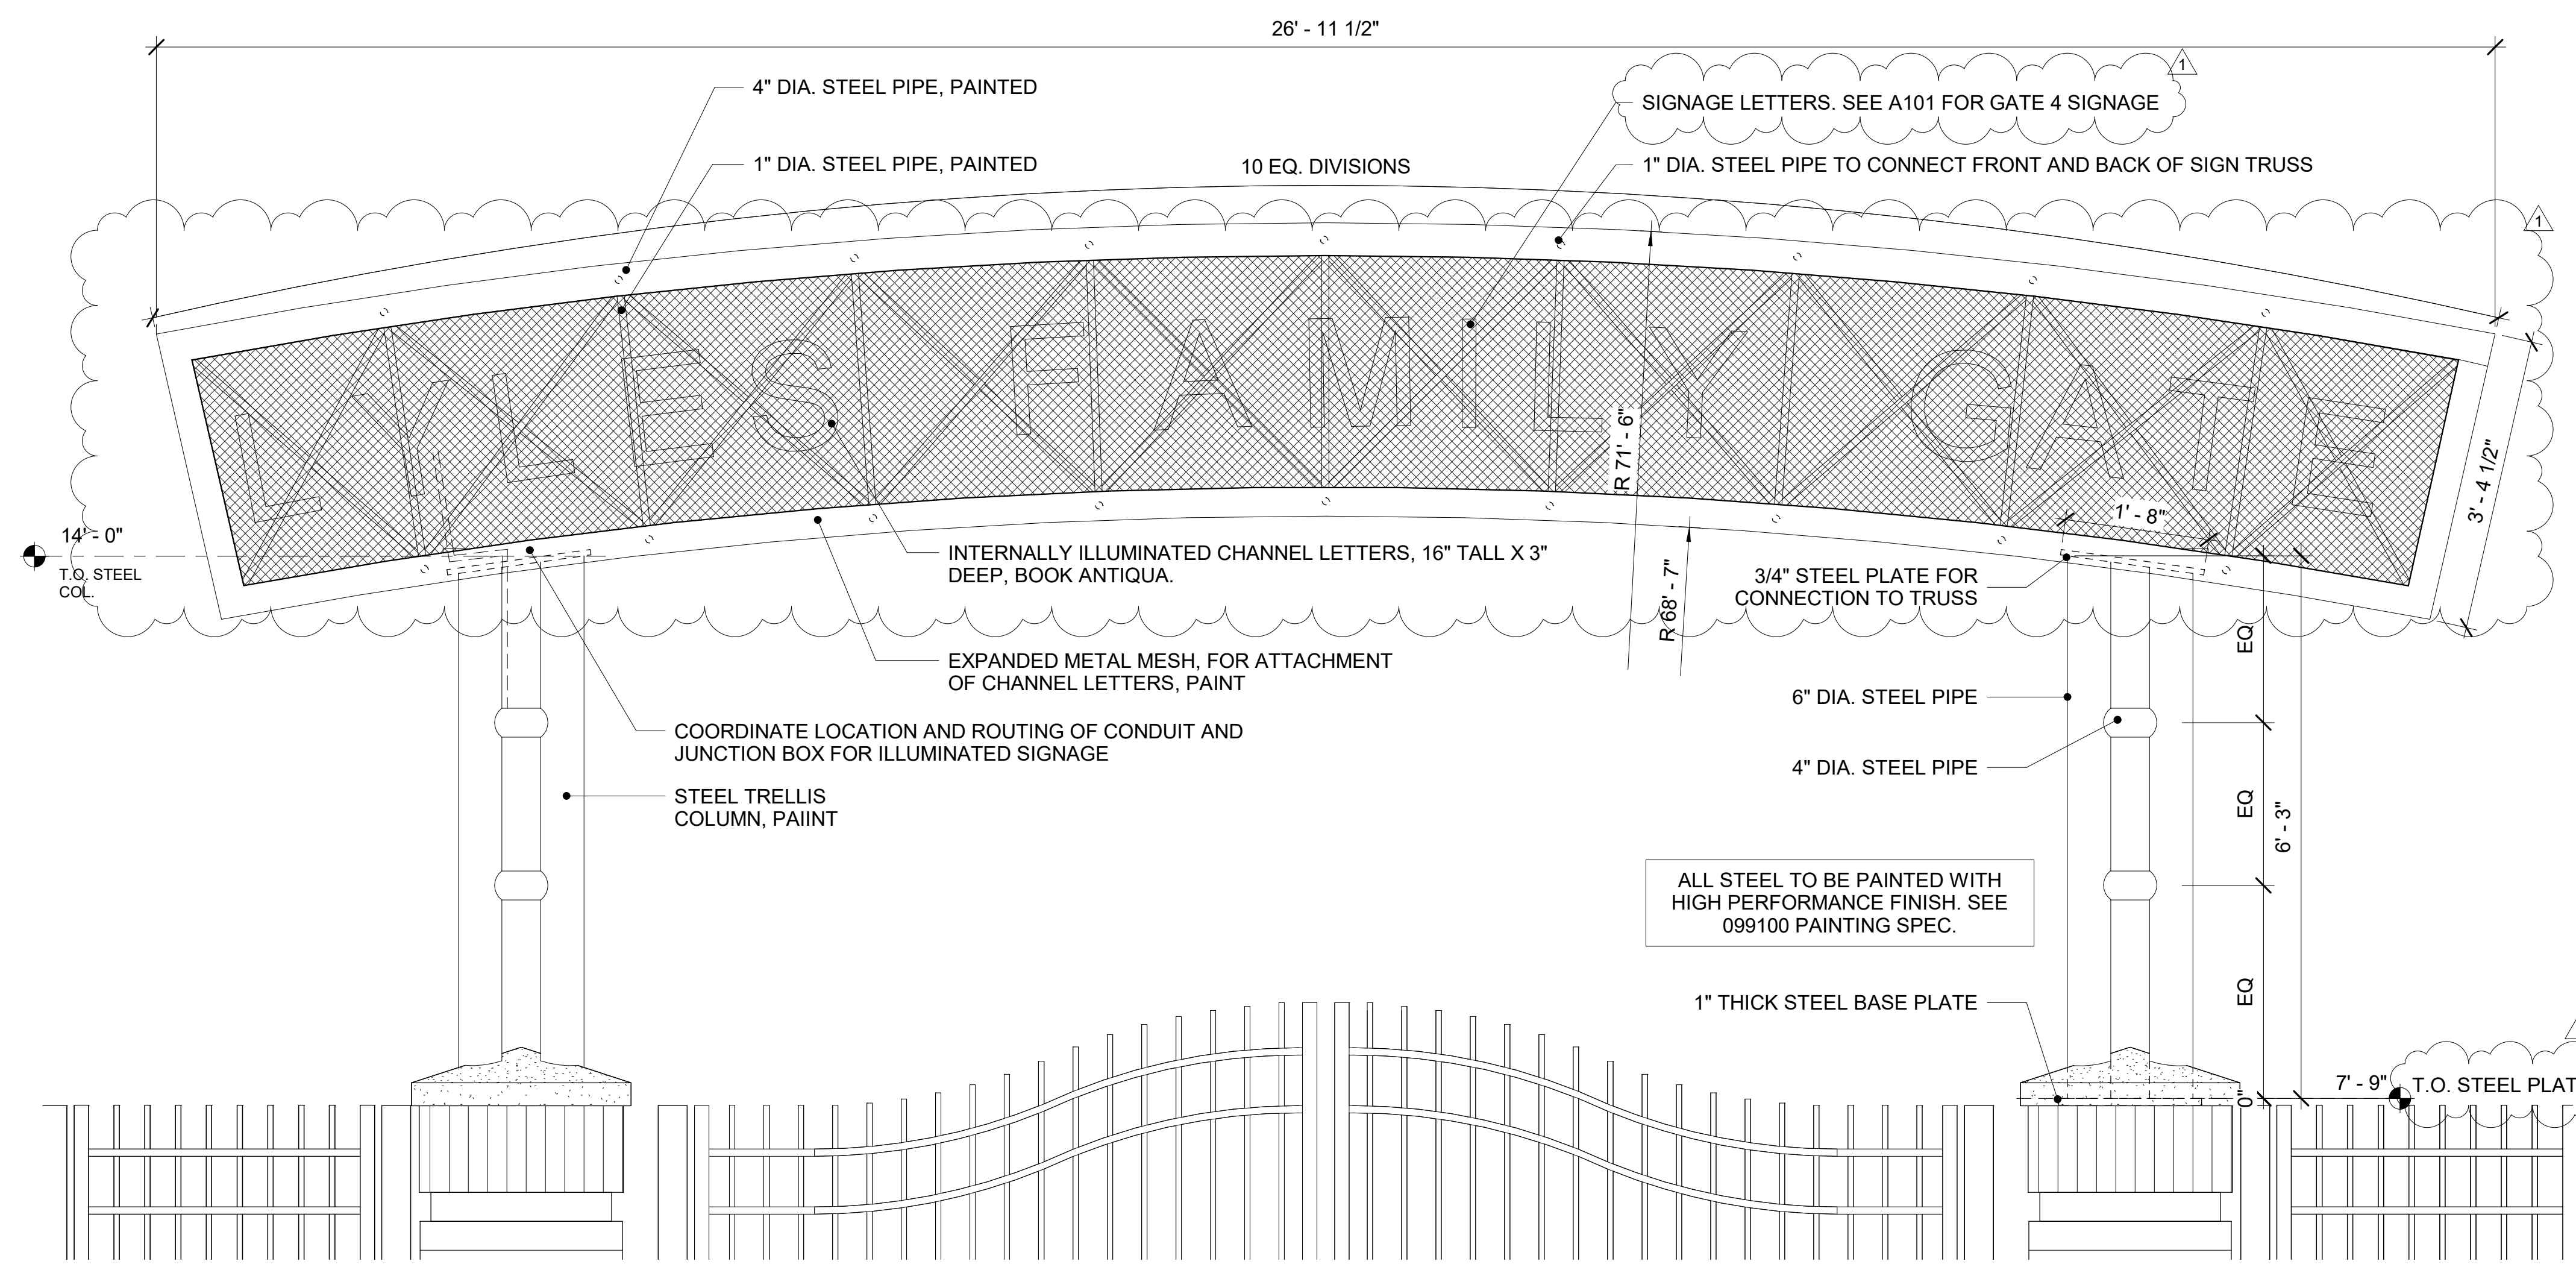 26' - 11 1/2"
4" DIA. STEEL PIPE, PAINTED
1
SIGNAGE LETTERS. SEE A101 FOR GATE 4 SIGNAGE
1" DIA. STEEL PIPE, PAINTED
10 EQ. DIVISIONS
1" DIA. STEEL PIPE TO CONNECT FRONT AND BACK OF SIGN TRUSS
1
LYLES FAMILY GATE
R 71' - 6"
3' - 4 1/2"
1' - 8"
14' - 0"
T.O. STEEL
COL.
INTERNALLY ILLUMINATED CHANNEL LETTERS, 16" TALL X 3"
DEEP, BOOK ANTIQUA.
R 68' - 7"
3/4" STEEL PLATE FOR
CONNECTION TO TRUSS
EQ
EXPANDED METAL MESH, FOR ATTACHMENT
OF CHANNEL LETTERS, PAINT
6" DIA. STEEL PIPE
COORDINATE LOCATION AND ROUTING OF CONDUIT AND
JUNCTION BOX FOR ILLUMINATED SIGNAGE
4" DIA. STEEL PIPE
STEEL TRELLIS
COLUMN, PAIINT
EQ
6' - 3"
ALL STEEL TO BE PAINTED WITH
HIGH PERFORMANCE FINISH. SEE
099100 PAINTING SPEC.
1" THICK STEEL BASE PLATE
EQ
0"
7' - 9"
T.O. STEEL PLAT